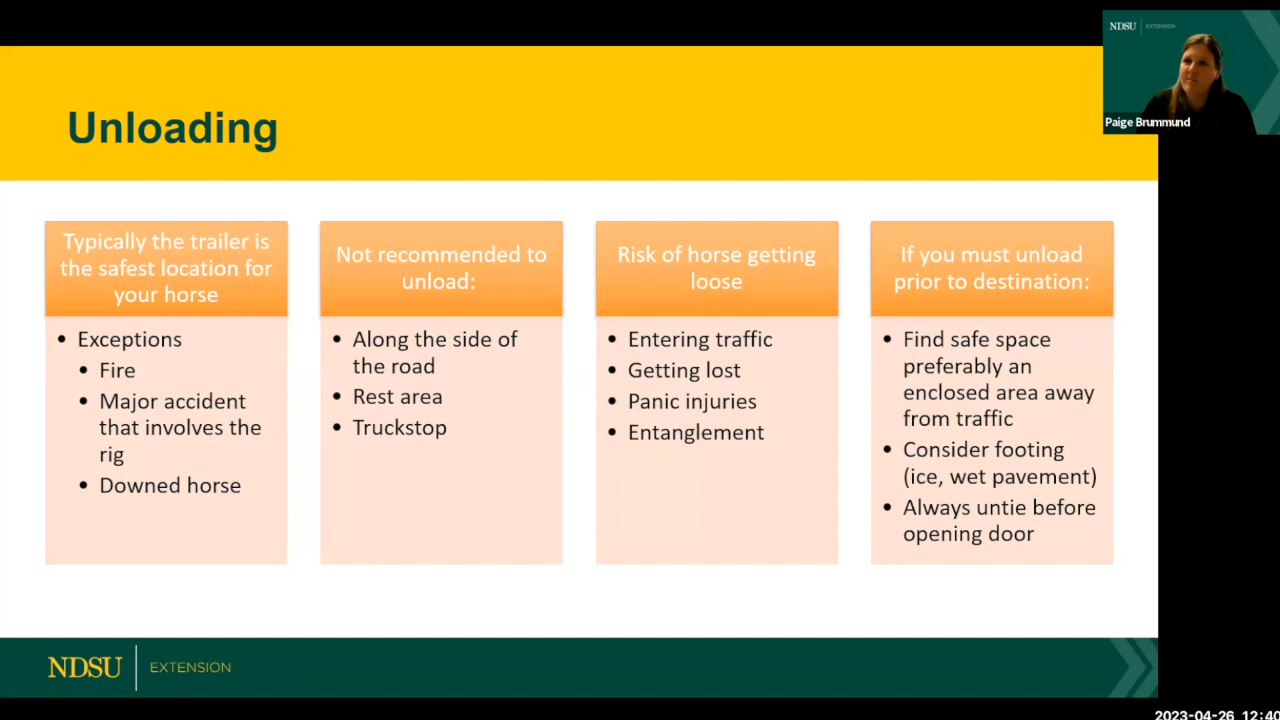 NDSU EXTENSION
Paige Brummund
Unloading
Typically the trailer is
the safest location for
your horse
• Exceptions
• Fire
• Major accident
that involves the
rig
• Downed horse
Not recommended to
unload:
• Along the side of
the road
• Rest area
• Truckstop
Risk of horse getting
loose
• Entering traffic
• Getting lost
• Panic injuries
• Entanglement
If you must unload
prior to destination:
• Find safe space
preferably an
enclosed area away
from traffic
• Consider footing
(ice, wet pavement)
• Always untie before
opening door
NDSU EXTENSION
2023-04-26 12:40